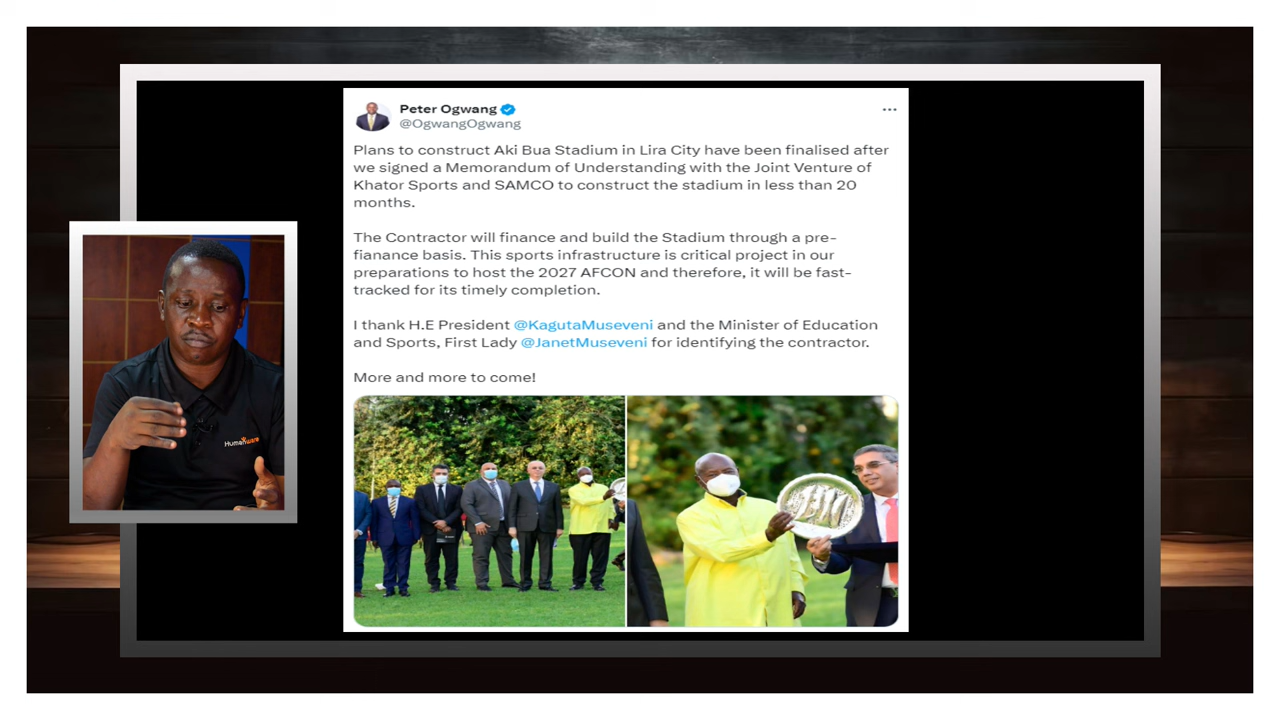 Peter Ogwang
@OgwangOgwang
Plans to construct Aki Bua Stadium in Lira City have been finalised after
we signed a Memorandum of Understanding with the Joint Venture of
Khator Sports and SAMCO to construct the stadium in less than 20
months.
The Contractor will finance and build the Stadium through a pre-
fianance basis. This sports infrastructure is critical project in our
preparations to host the 2027 AFCON and therefore, it will be fast-
tracked for its timely completion.
I thank H.E President @KagutaMuseveni and the Minister of Education
and Sports, First Lady @JanetMuseveni for identifying the contractor.
More and more to come!
Humanware